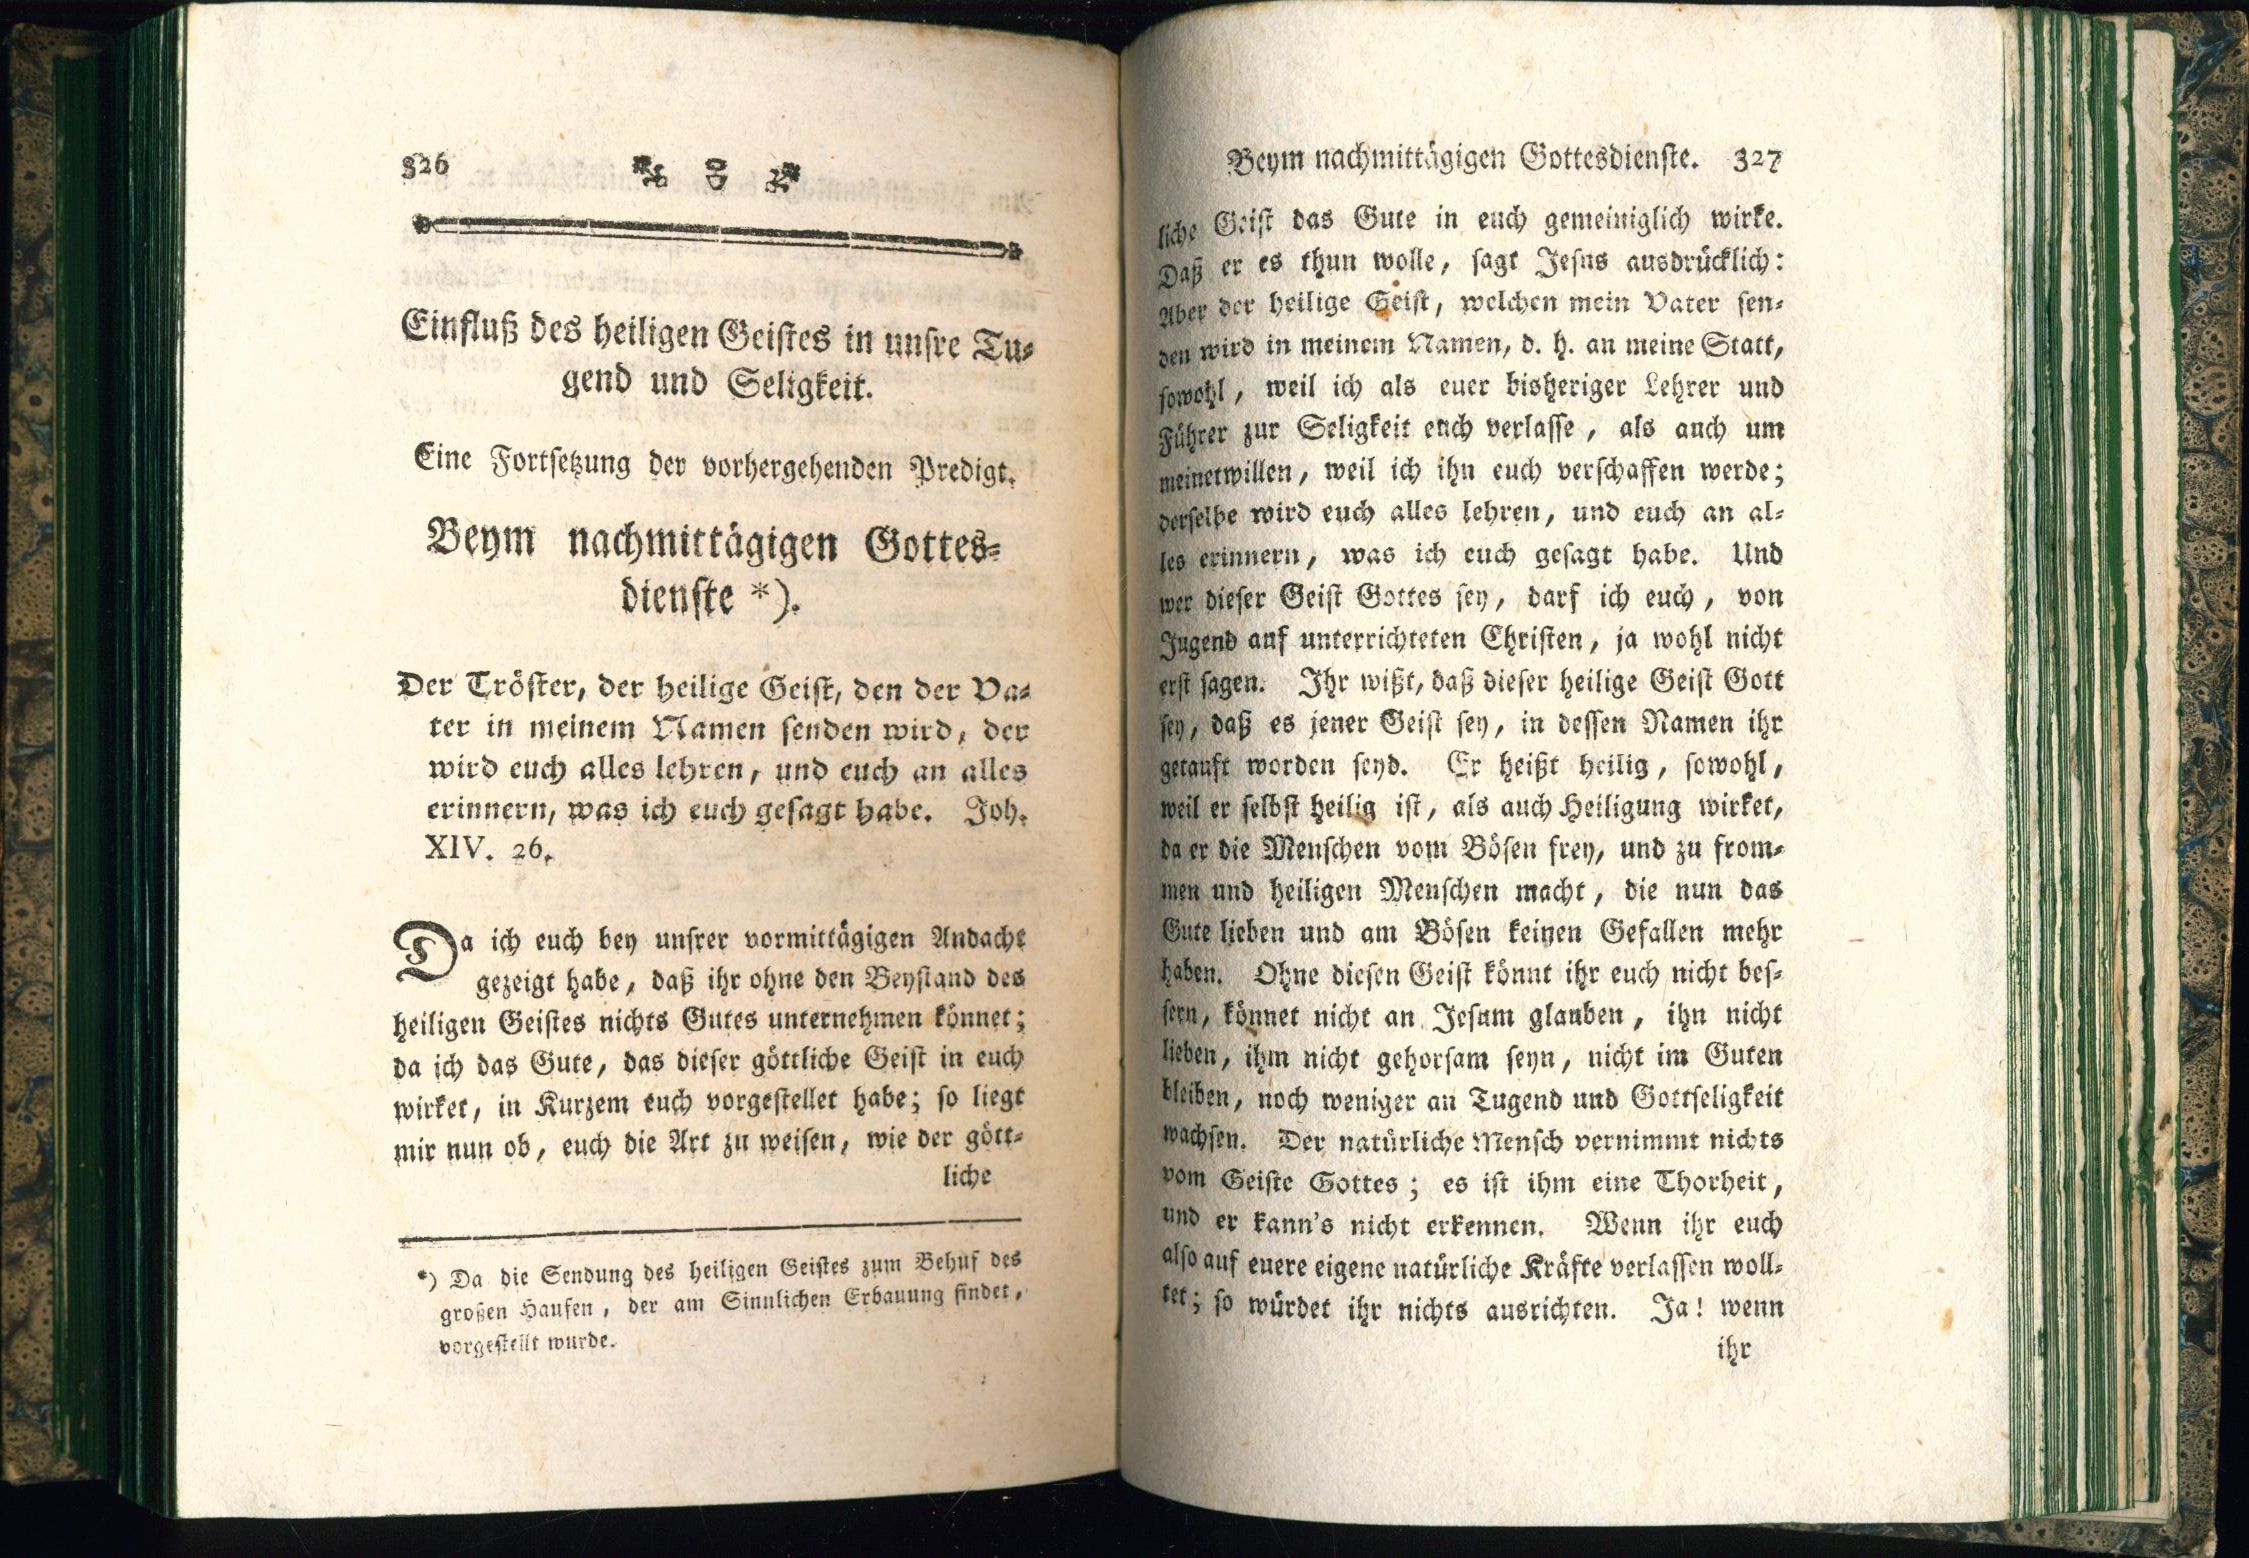 326
Einfluß des heiligen Geistes in unsre Tu-
gend und Seligkeit.
Eine Fortsetzung der vorhergehenden Predigt.
Beym nachmittägigen Gottes-
dienste *).
Der Tröster, der heilige Geist, den der Va-
ter in meinem Namen senden wird, der
wird euch alles lehren, und euch an alles
erinnern, was ich euch gesagt habe. Joh.
XIV. 26.
Da ich euch bey unsrer vormittägigen Andacht
gezeigt habe, daß ihr ohne den Beystand des
heiligen Geistes nichts Gutes unternehmen könnet;
da ich das Gute, das dieser göttliche Geist in euch
wirket, in Kurzem euch vorgestellet habe; so liegt
mir nun ob, euch die Art zu weisen, wie der gött-
liche
*) Da die Sendung des heiligen Geistes zum Behuf des
großen Haufen, der am Sinnlichen Erbauung findet,
vorgestellt wurde.
Beym nachmittägigen Gottesdienste. 327
liche Geist das Gute in euch gemeiniglich wirke.
Daß er es thun wolle, sagt Jesus ausdrücklich:
Aber der heilige Geist, welchen mein Vater sen-
den wird in meinem Namen, d. h. an meine Statt,
sowohl, weil ich als euer bisheriger Lehrer und
Führer zur Seligkeit euch verlasse, als auch um
meinetwillen, weil ich ihn euch verschaffen werde;
derselbe wird euch alles lehren, und euch an al-
les erinnern, was ich euch gesagt habe. Und
wer dieser Geist Gottes sey, darf ich euch, von
Jugend auf unterrichteten Christen, ja wohl nicht
erst sagen. Ihr wißt, daß dieser heilige Geist Gott
sey, daß es jener Geist sey, in dessen Namen ihr
getauft worden seyd. Er heißt heilig, sowohl,
weil er selbst heilig ist, als auch Heiligung wirket,
da er die Menschen vom Bösen frey, und zu from-
men und heiligen Menschen macht, die nun das
Gute lieben und am Bösen keinen Gefallen mehr
haben. Ohne diesen Geist könnt ihr euch nicht bes-
sern, könnet nicht an Jesum glauben, ihn nicht
lieben, ihm nicht gehorsam seyn, nicht im Guten
bleiben, noch weniger an Tugend und Gottseligkeit
wachsen. Der natürliche Mensch vernimmt nichts
vom Geiste Gottes; es ist ihm eine Thorheit,
und er kann's nicht erkennen. Wenn ihr euch
also auf euere eigene natürliche Kräfte verlassen woll-
tet; so würdet ihr nichts ausrichten. Ja! wenn
ihr